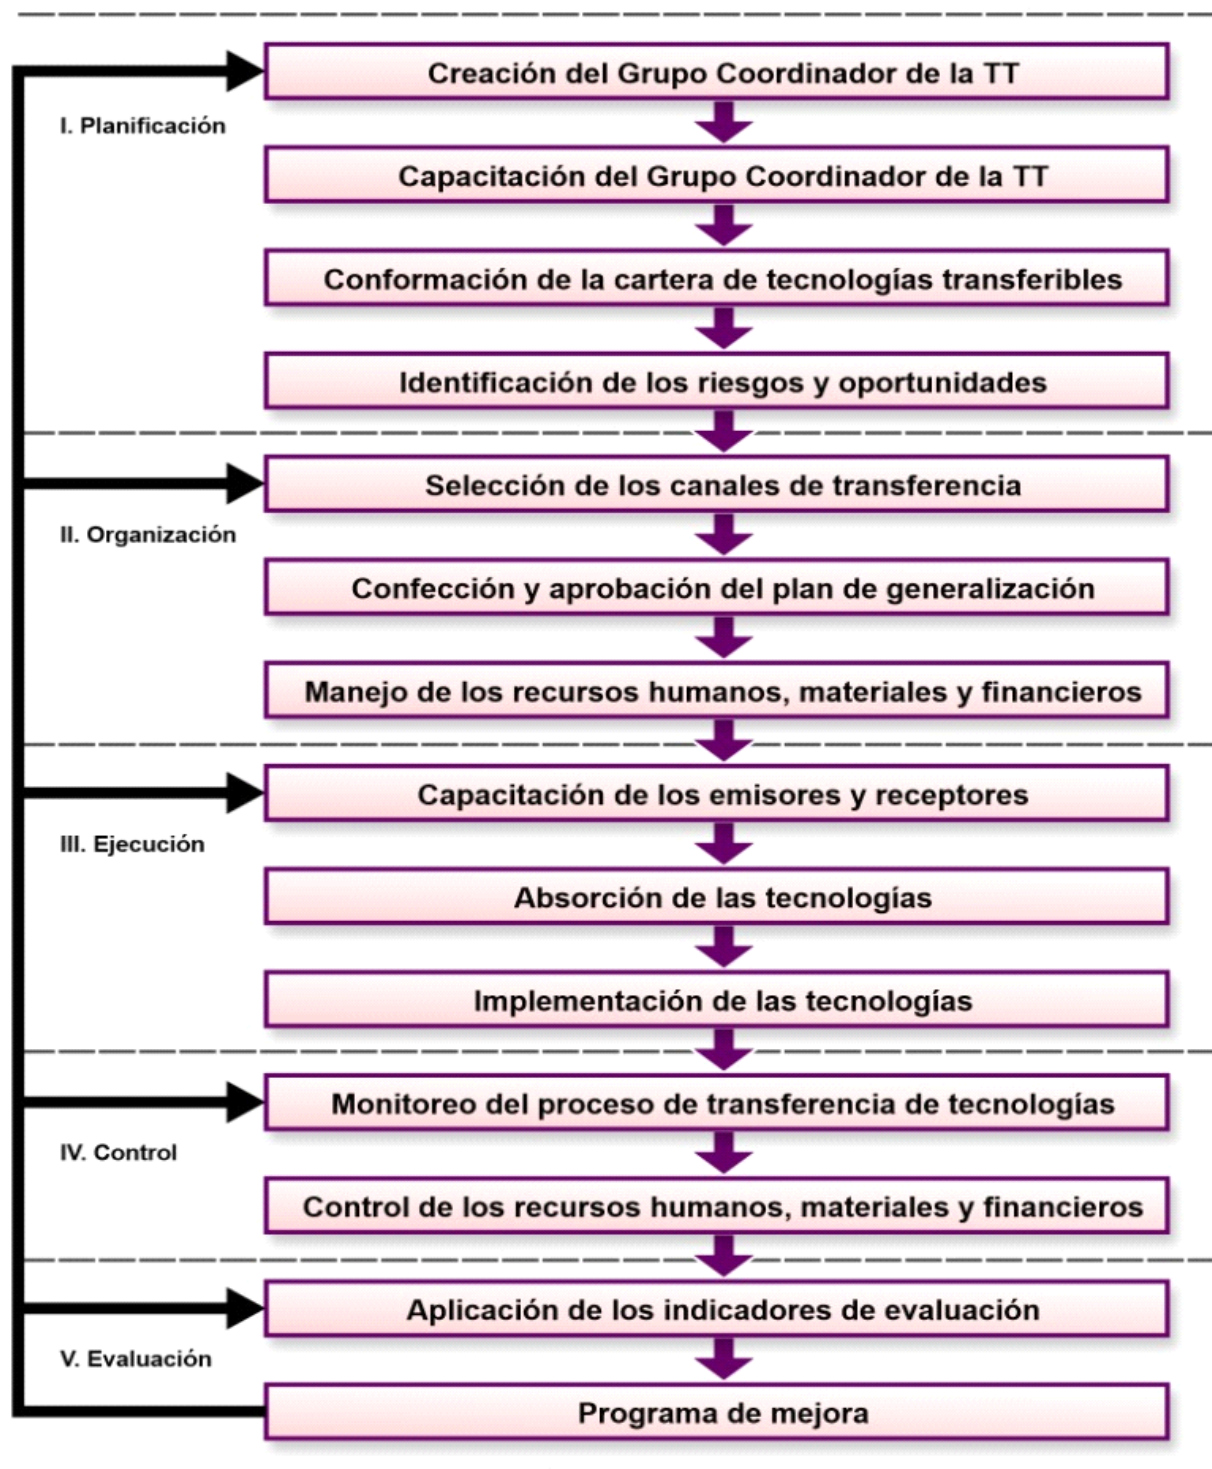 Creación del Grupo Coordinador de la TT
I. Planificación
Capacitación del Grupo Coordinador de la TT
Conformación de la cartera de tecnologías transferibles
Identificación de los riesgos y oportunidades
Selección de los canales de transferencia
II. Organización
Confección y aprobación del plan de generalización
Manejo de los recursos humanos, materiales y financieros
Capacitación de los emisores y receptores
III. Ejecución
Absorción de las tecnologías
Implementación de las tecnologías
Monitoreo del proceso de transferencia de tecnologías
IV. Control
Control de los recursos humanos, materiales y financieros
Aplicación de los indicadores de evaluación
V. Evaluación
Programa de mejora